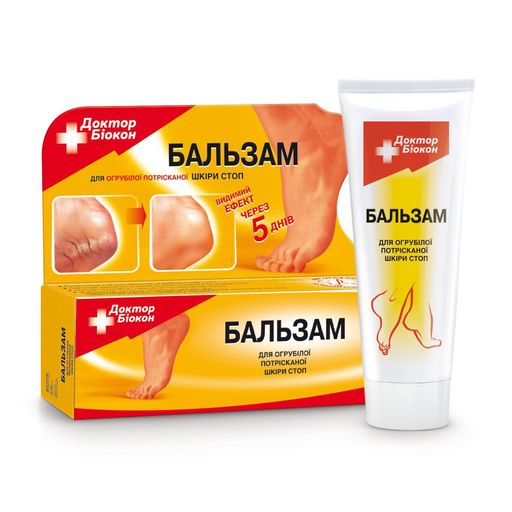 Доктор
Біокон
БАЛЬЗАМ
ДЛЯ ОГРУБІЛОЇ ПОТРІСКАНОЇ ШКІРИ СТОП
ВИДИМИЙ
ЕФЕКТ
ЧЕРЕЗ
5 ДНІВ
Доктор
Біокон
БАЛЬЗАМ
ДЛЯ ОГРУБІЛОЇ
ПОТРІСКАНОЇ
ШКІРИ СТОП
БАЛЬЗАМ
Доктор
Біокон
БАЛЬЗАМ
ДЛЯ ОГРУБІЛОЇ
ПОТРІСКАНОЇ
ШКІРИ СТОП